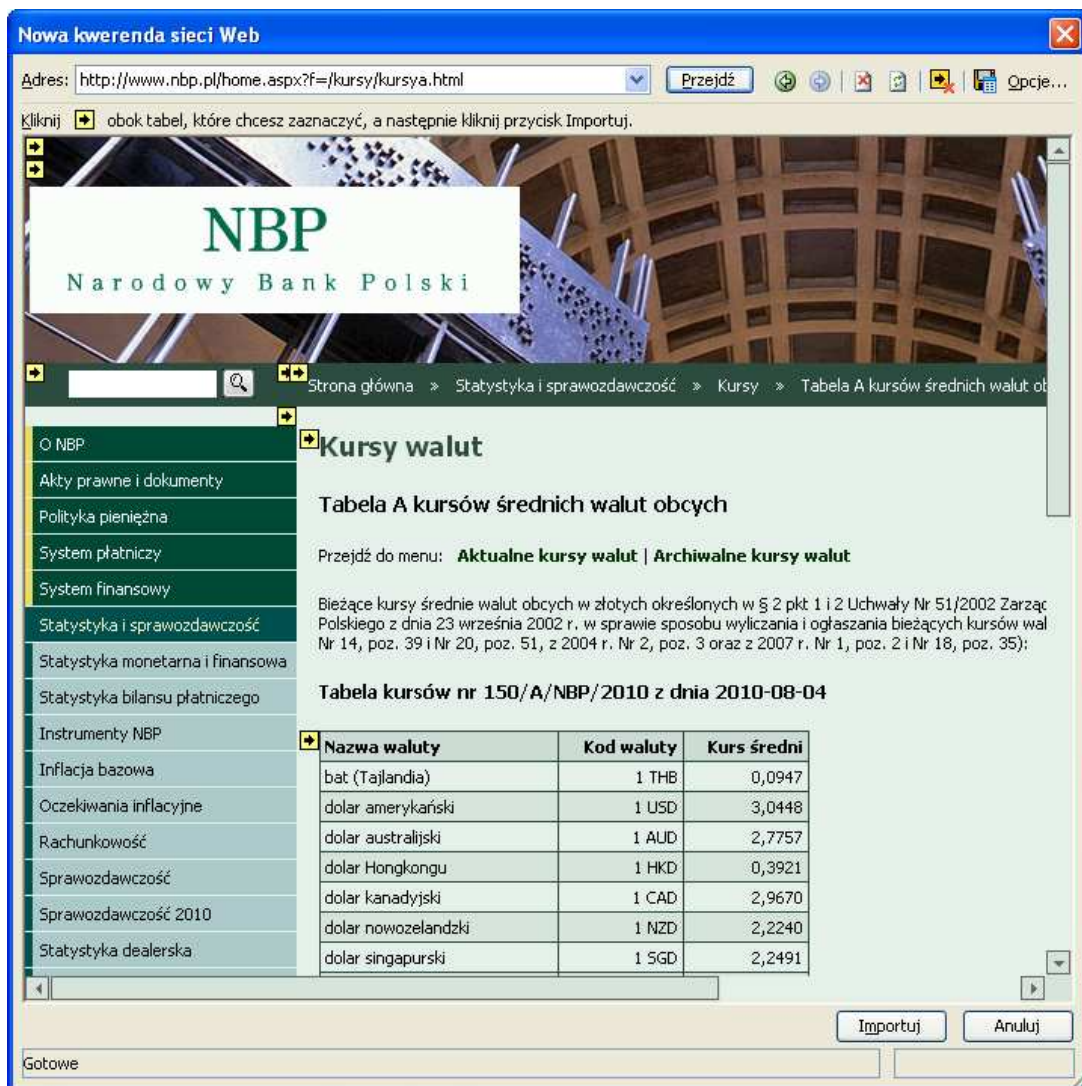 Nowa kwerenda sieci Web
Adres: http://www.nbp.pl/home.aspx?f=/kursy/kursya.html Przejdź Opcje...
Kliknij obok tabel, które chcesz zaznaczyć, a następnie kliknij przycisk Importuj.
NBP
Narodowy Bank Polski
Strona główna » Statystyka i sprawozdawczość » Kursy » Tabela A kursów średnich walut ob
O NBP
Akty prawne i dokumenty
Polityka pieniężna
System płatniczy
System finansowy
Statystyka i sprawozdawczość
Statystyka monetarna i finansowa
Statystyka bilansu płatniczego
Instrumenty NBP
Inflacja bazowa
Oczekiwania inflacyjne
Rachunkowość
Sprawozdawczość
Sprawozdawczość 2010
Statystyka dealerska
Kursy walut
Tabela A kursów średnich walut obcych
Przejdź do menu: Aktualne kursy walut | Archiwalne kursy walut
Bieżące kursy średnie walut obcych w złotych określonych w § 2 pkt 1 i 2 Uchwały Nr 51/2002 Zarząd
Polskiego z dnia 23 września 2002 r. w sprawie sposobu wyliczania i ogłaszania bieżących kursów wal
Nr 14, poz. 39 i Nr 20, poz. 51, z 2004 r. Nr 2, poz. 3 oraz z 2007 r. Nr 1, poz. 2 i Nr 18, poz. 35):
Tabela kursów nr 150/A/NBP/2010 z dnia 2010-08-04
Nazwa waluty Kod waluty Kurs średni
bat (Tajlandia) 1 THB 0,0947
dolar amerykański 1 USD 3,0448
dolar australijski 1 AUD 2,7757
dolar Hongkongu 1 HKD 0,3921
dolar kanadyjski 1 CAD 2,9670
dolar nowozelandzki 1 NZD 2,2240
dolar singapurski 1 SGD 2,2491
Importuj Anuluj
Gotowe